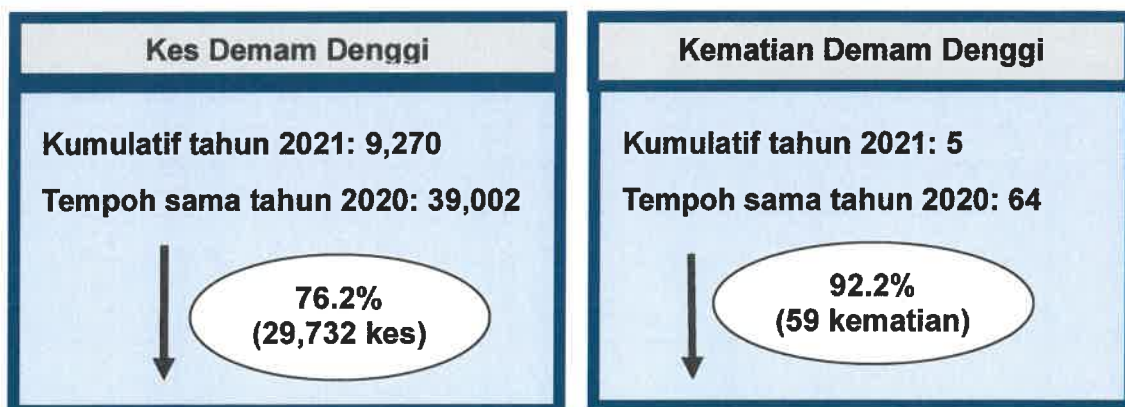 Kes Demam Denggi
Kumulatif tahun 2021: 9,270
Tempoh sama tahun 2020: 39,002
76.2%
(29,732 kes)
Kematian Demam Denggi
Kumulatif tahun 2021: 5
Tempoh sama tahun 2020: 64
92.2%
(59 kematian)